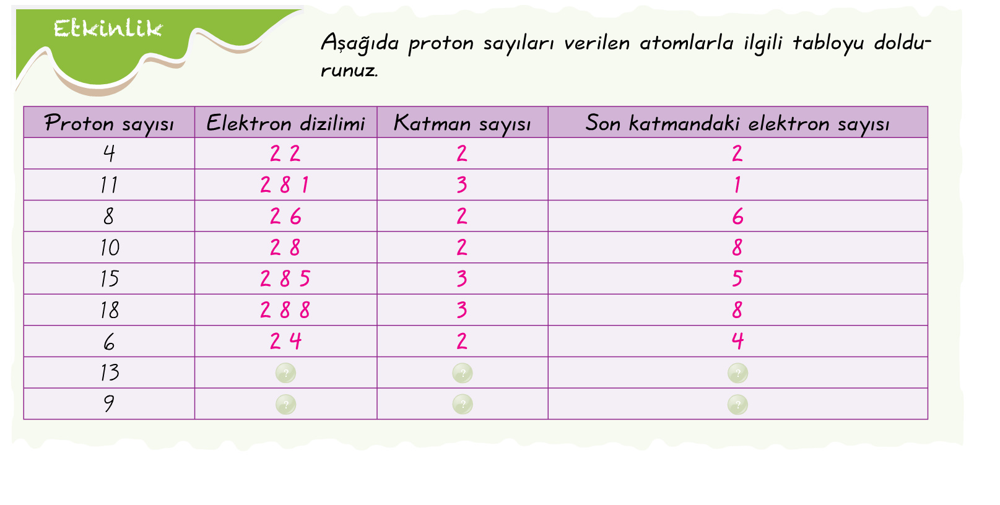 Etkinlik
Aşağıda proton sayıları verilen atomlarla ilgili tabloyu doldu-
runuz.
Proton sayısı Elektron dizilimi Katman sayısı Son katmandaki elektron sayısı
4 2 2 2 2
11 2 8 1 3 1
8 2 6 2 6
10 2 8 2 8
15 2 8 5 3 5
18 2 8 8 3 8
6 2 4 2 4
13 ? ? ?
9 ? ? ?